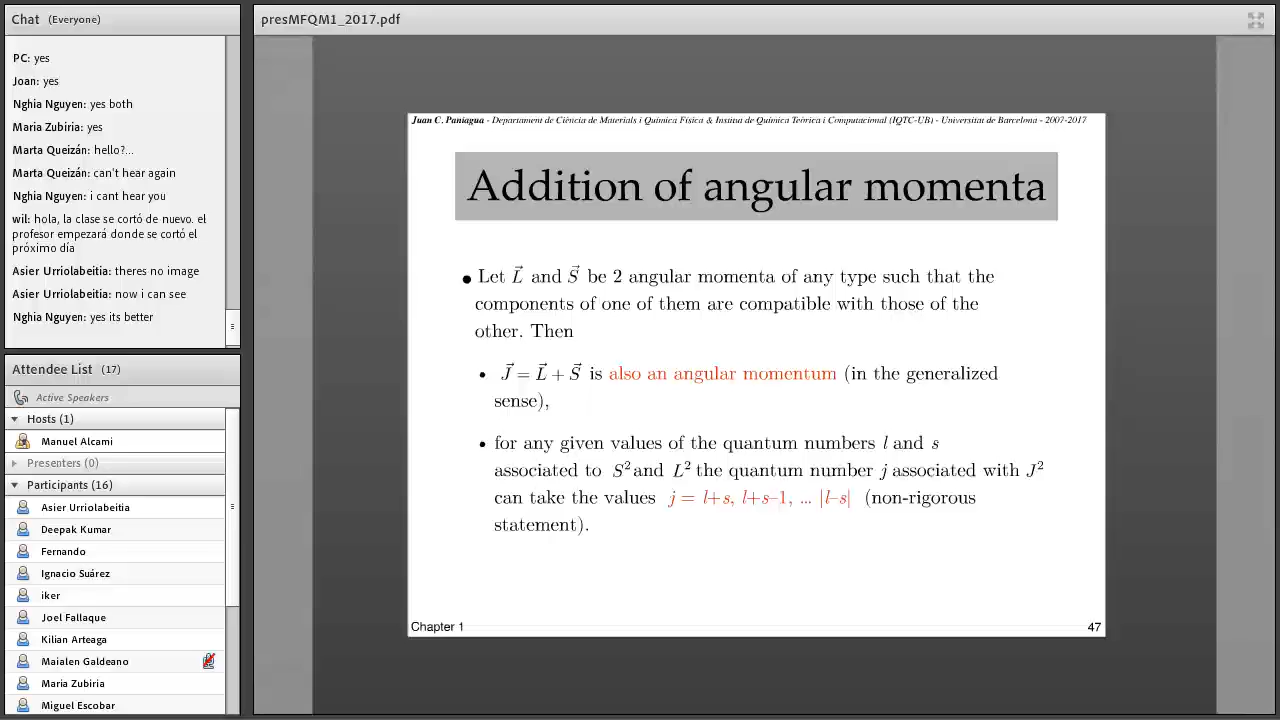 Chat (Everyone)
PC: yes
Joan: yes
Nghia Nguyen: yes both
Maria Zubiria: yes
Marta Queizán: hello?...
Marta Queizán: can't hear again
Nghia Nguyen: i cant hear you
wil: hola, la clase se cortó de nuevo. el
profesor empezará donde se cortó el
próximo día
Asier Urriolabeitia: theres no image
Asier Urriolabeitia: now i can see
Nghia Nguyen: yes its better
Attendee List (17)
Active Speakers
Hosts (1)
Manuel Alcami
Presenters (0)
Participants (16)
Asier Urriolabeitia
Deepak Kumar
Fernando
Ignacio Suárez
iker
Joel Fallaque
Kilian Arteaga
Maialen Galdeano
Maria Zubiria
Miguel Escobar
presMFQM1_2017.pdf
Juan C. Paniagua - Departament de Ciència de Materials i Química Física & Institut de Química Teòrica i Computacional (IQTC-UB) - Universitat de Barcelona - 2007-2017
Addition of angular momenta
• Let L⃗ and S⃗ be 2 angular momenta of any type such that the
components of one of them are compatible with those of the
other. Then
• J⃗ = L⃗ + S⃗ is also an angular momentum (in the generalized
sense),
• for any given values of the quantum numbers l and s
associated to S² and L² the quantum number j associated with J²
can take the values j = l+s, l+s–1, ... |l–s| (non-rigorous
statement).
Chapter 1
47